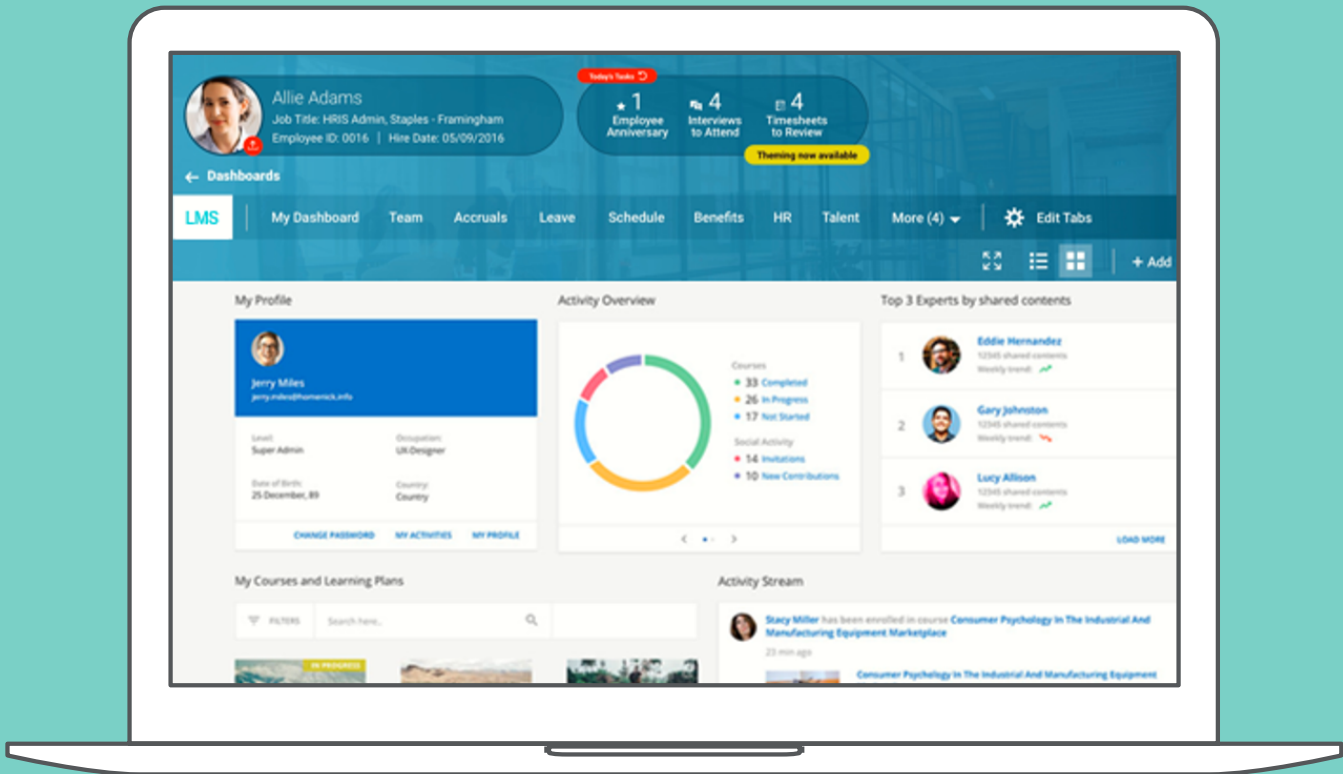 Today's Tasks
Allie Adams
Job Title: HRIS Admin, Staples - Framingham
Employee ID: 0016 | Hire Date: 05/09/2016
1
Employee
Anniversary
4
Interviews
to Attend
4
Timesheets
to Review
Theming now available
← Dashboards
LMS
My Dashboard
Team
Accruals
Leave
Schedule
Benefits
HR
Talent
More (4)
Edit Tabs
+ Add
My Profile
Jerry Miles
jerry.miles@homenick.info
Level:
Super Admin
Occupation:
UX Designer
Date of Birth:
25 December, 89
Country:
Country
CHANGE PASSWORD
MY ACTIVITIES
MY PROFILE
Activity Overview
Courses
33 Completed
26 In Progress
17 Not Started
Social Activity
14 Invitations
10 New Contributions
Top 3 Experts by shared contents
1
Eddie Hernandez
12345 shared contents
Weekly trend:
2
Gary Johnston
12345 shared contents
Weekly trend:
3
Lucy Allison
12345 shared contents
Weekly trend:
LOAD MORE
My Courses and Learning Plans
FILTERS
Search here..
IN PROGRESS
Activity Stream
Stacy Miller has been enrolled in course Consumer Psychology In The Industrial And
Manufacturing Equipment Marketplace
23 min ago
Consumer Psychology In The Industrial And Manufacturing Equipment